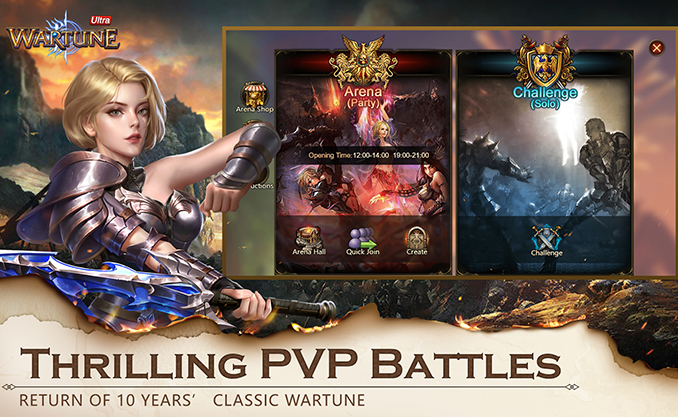 Ultra
WARTUNE
Arena
(Party)
Challenge
(Solo)
Arena Shop
Opening Time:12:00-14:00 19:00-21:00
Arena Hall
Quick Join
Create
Challenge
THRILLING PVP BATTLES
RETURN OF 10 YEARS' CLASSIC WARTUNE